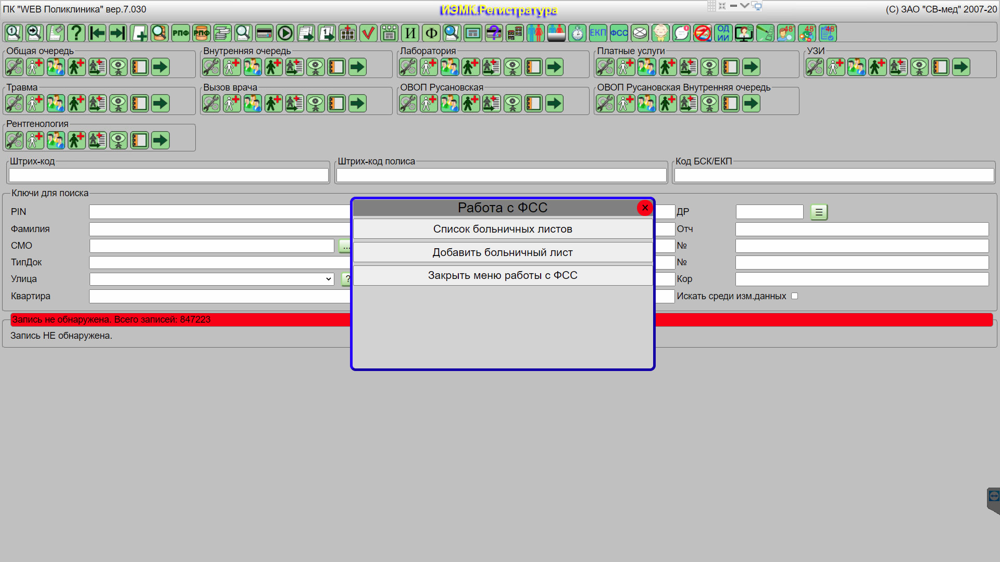 ПК "WEB Поликлиника" вер.7.030
ИЭМК.Регистратура
(С) ЗАО "СВ-мед" 2007-20
1 ? РПФ РПФ 1 И Ф ? ЕКП ФСС ОД ИИ 48 48 48
Общая очередь Внутренняя очередь Лаборатория Платные услуги УЗИ
Травма Вызов врача ОВОП Русановская ОВОП Русановская Внутренняя очередь
Рентгенология
Штрих-код Штрих-код полиса Код БСК/ЕКП
Ключи для поиска
PIN ДР
Фамилия Отч
СМО ... №
ТипДок №
Улица ? Кор
Квартира Искать среди изм.данных
Работа с ФСС
Список больничных листов
Добавить больничный лист
Закрыть меню работы с ФСС
Запись не обнаружена. Всего записей: 847223
Запись НЕ обнаружена.